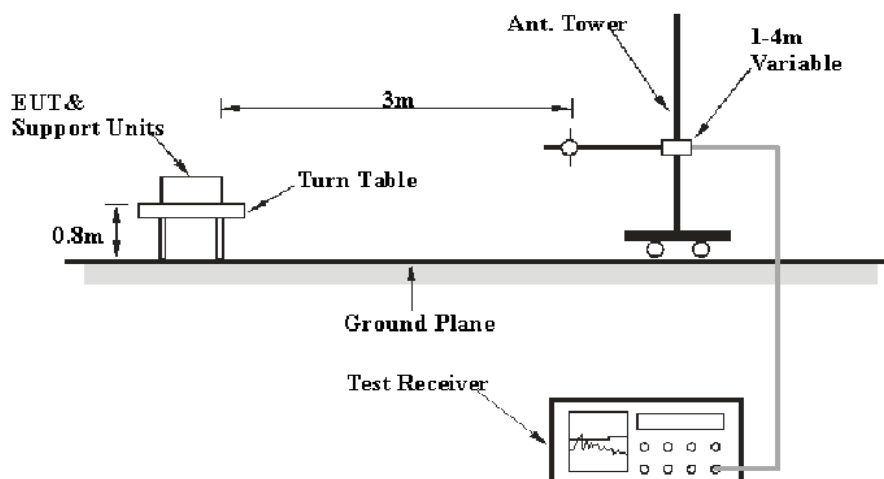 Ant. Tower
1-4m
Variable
3m
EUT&
Support Units
Turn Table
0.8m
Ground Plane
Test Receiver